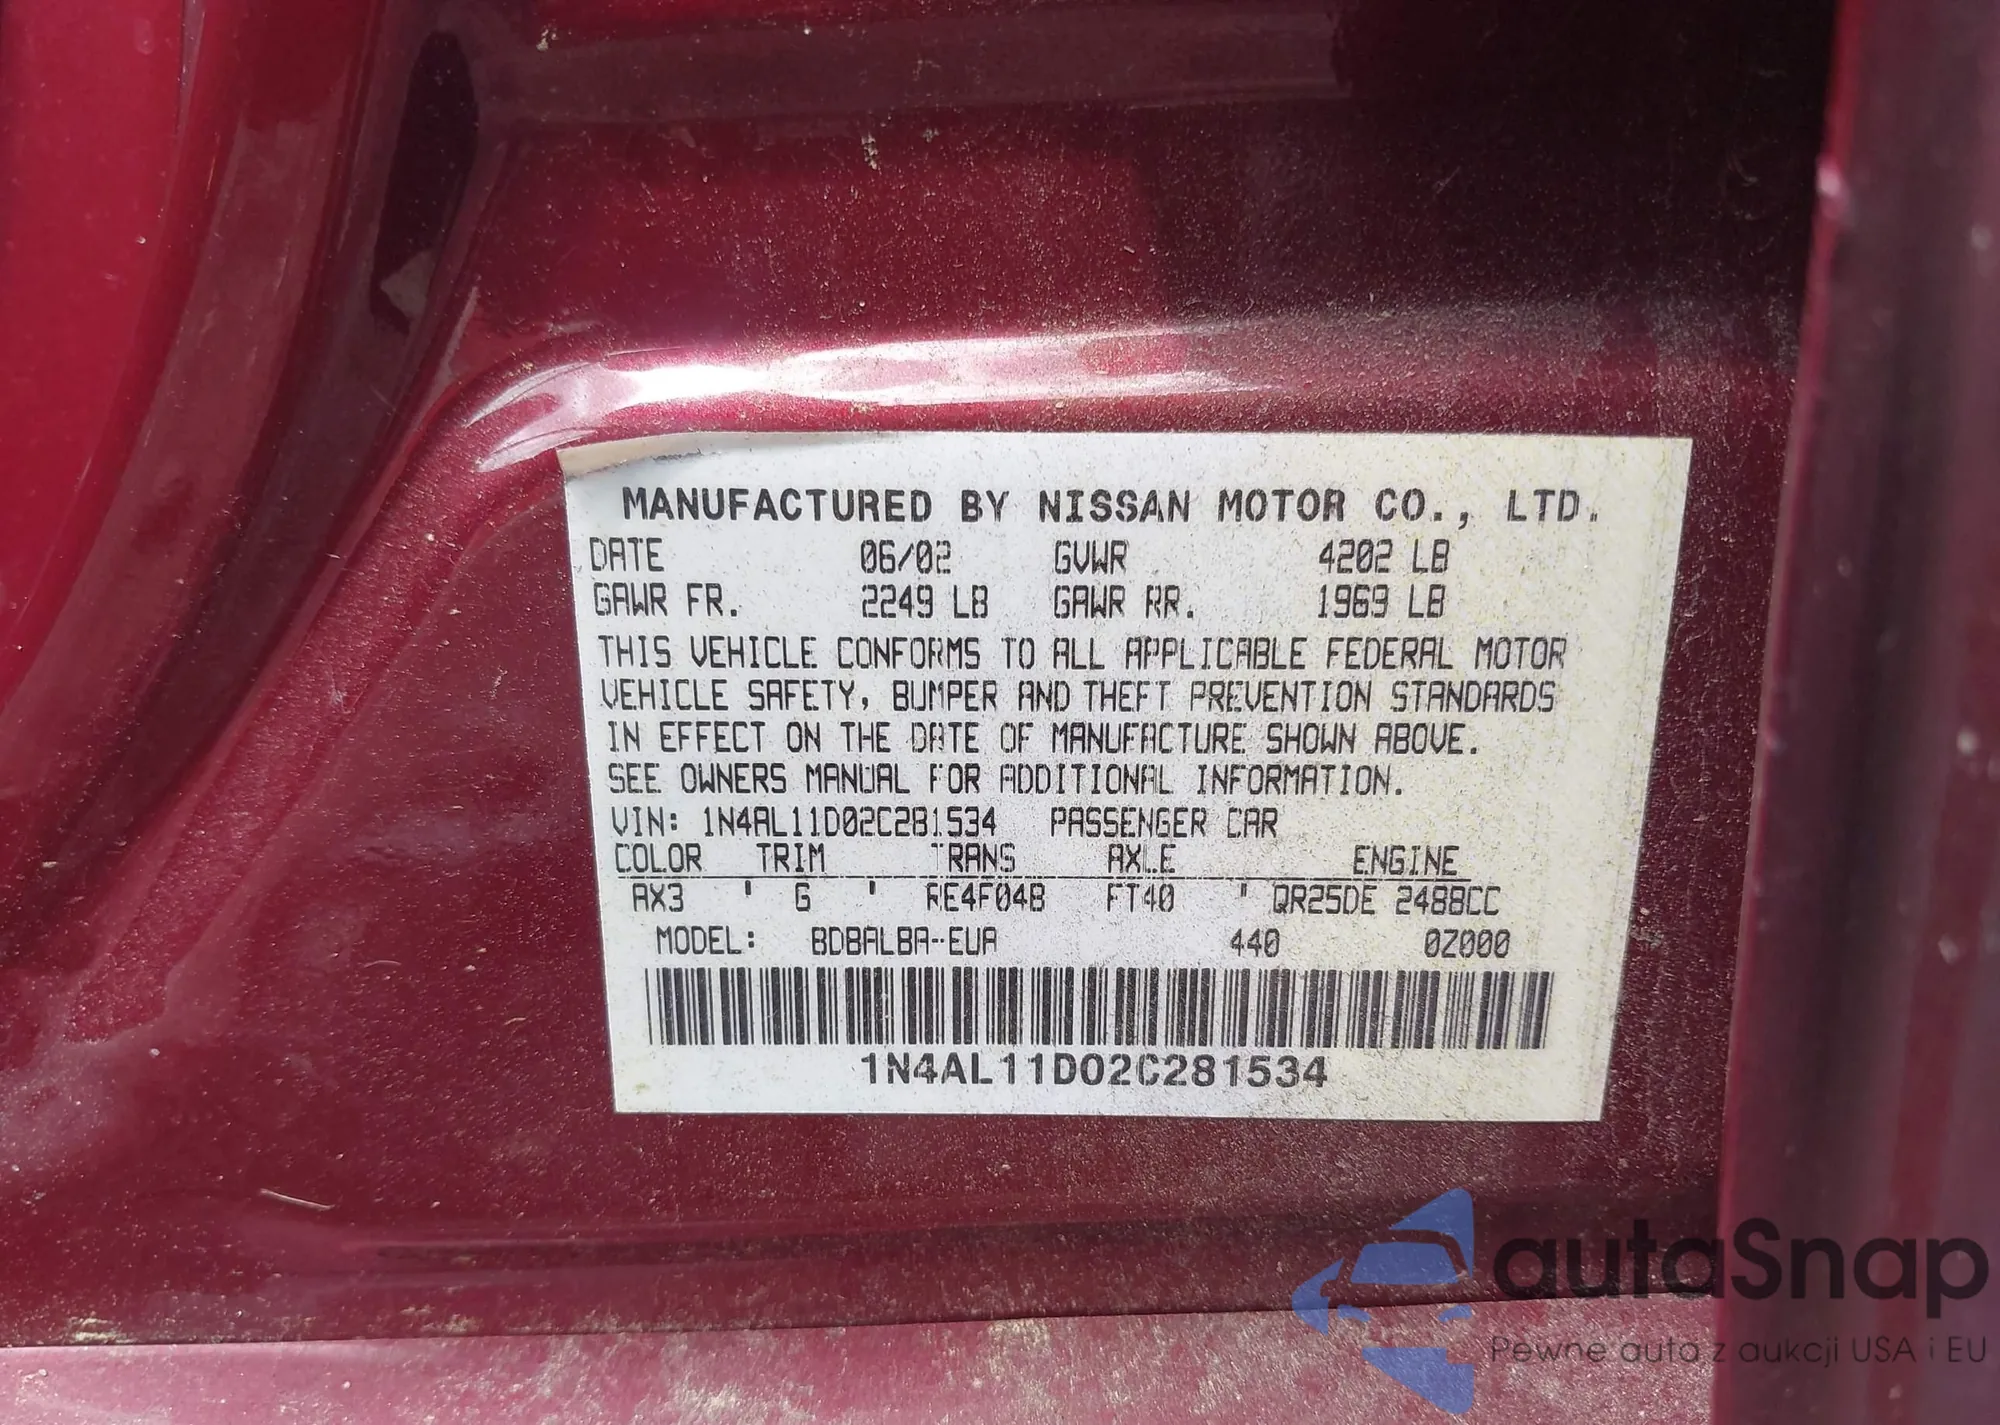 MANUFACTURED BY NISSAN MOTOR CO., LTD.
DATE 06/02 GVWR 4202 LB
GAWR FR. 2249 LB GAWR RR. 1969 LB
THIS VEHICLE CONFORMS TO ALL APPLICABLE FEDERAL MOTOR
VEHICLE SAFETY, BUMPER AND THEFT PREVENTION STANDARDS
IN EFFECT ON THE DATE OF MANUFACTURE SHOWN ABOVE.
SEE OWNERS MANUAL FOR ADDITIONAL INFORMATION.
VIN: 1N4AL11D02C281534 PASSENGER CAR
COLOR TRIM TRANS AXLE ENGINE
AX3 ' G ' RE4F04B FT40 " QR25DE 2488CC
MODEL: BDBALBA-EUA 440 0Z000
1N4AL11D02C281534
autaSnap
Pewne auta z aukcji USA i EU